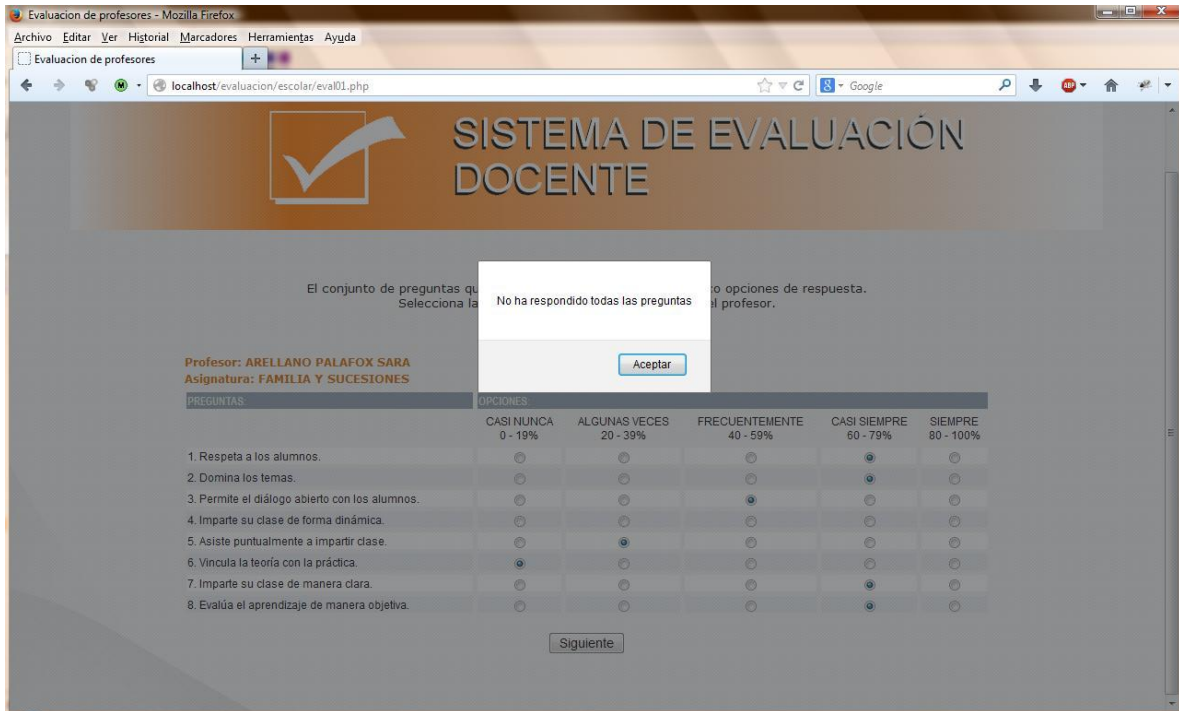 Evaluacion de profesores - Mozilla Firefox
Archivo Editar Ver Historial Marcadores Herramientas Ayuda
Evaluacion de profesores +
localhost/evaluacion/escolar/eval01.php
Google
ABP
SISTEMA DE EVALUACIÓN
DOCENTE
El conjunto de preguntas qu
o opciones de respuesta.
Selecciona la
el profesor.
No ha respondido todas las preguntas
Aceptar
Profesor: ARELLANO PALAFOX SARA
Asignatura: FAMILIA Y SUCESIONES
PREGUNTAS: OPCIONES:
CASI NUNCA ALGUNAS VECES FRECUENTEMENTE CASI SIEMPRE SIEMPRE
0 - 19% 20 - 39% 40 - 59% 60 - 79% 80 - 100%
1. Respeta a los alumnos.
2. Domina los temas.
3. Permite el diálogo abierto con los alumnos.
4. Imparte su clase de forma dinámica.
5. Asiste puntualmente a impartir clase.
6. Vincula la teoría con la práctica.
7. Imparte su clase de manera clara.
8. Evalúa el aprendizaje de manera objetiva.
Siguiente